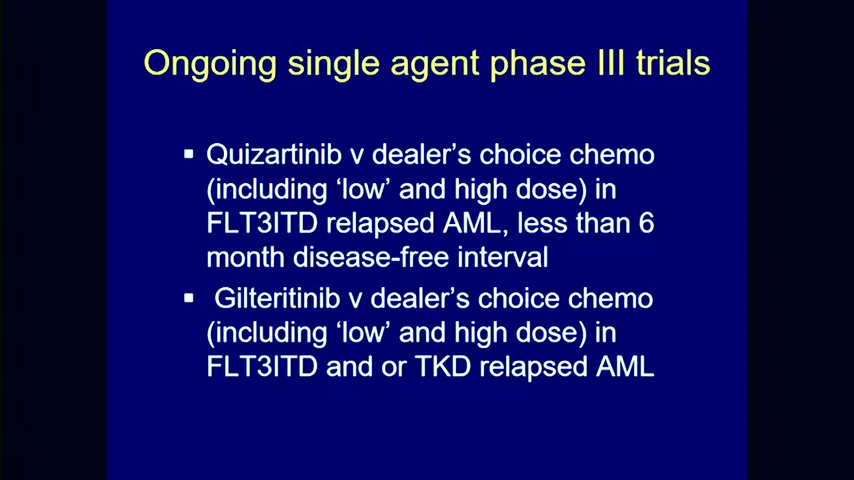 Ongoing single agent phase III trials
▪ Quizartinib v dealer's choice chemo
(including 'low' and high dose) in
FLT3ITD relapsed AML, less than 6
month disease-free interval
▪ Gilteritinib v dealer's choice chemo
(including 'low' and high dose) in
FLT3ITD and or TKD relapsed AML